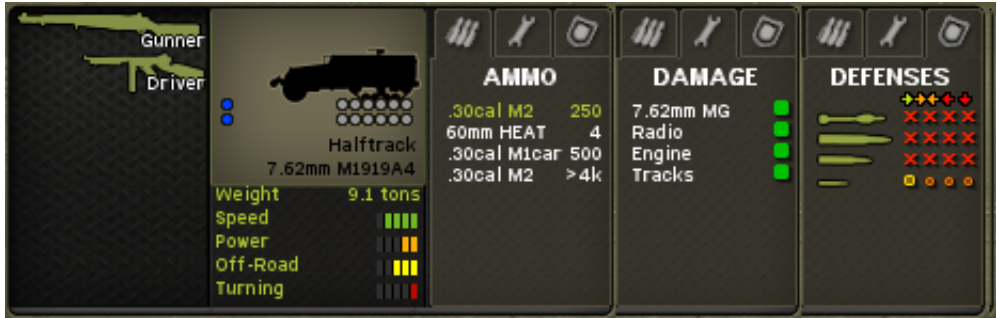 Gunner
Driver
Halftrack
7.62mm M1919A4
Weight 9.1 tons
Speed
Power
Off-Road
Turning
AMMO
.30cal M2 250
60mm HEAT 4
.30cal M1car 500
.30cal M2 >4k
DAMAGE
7.62mm MG
Radio
Engine
Tracks
DEFENSES